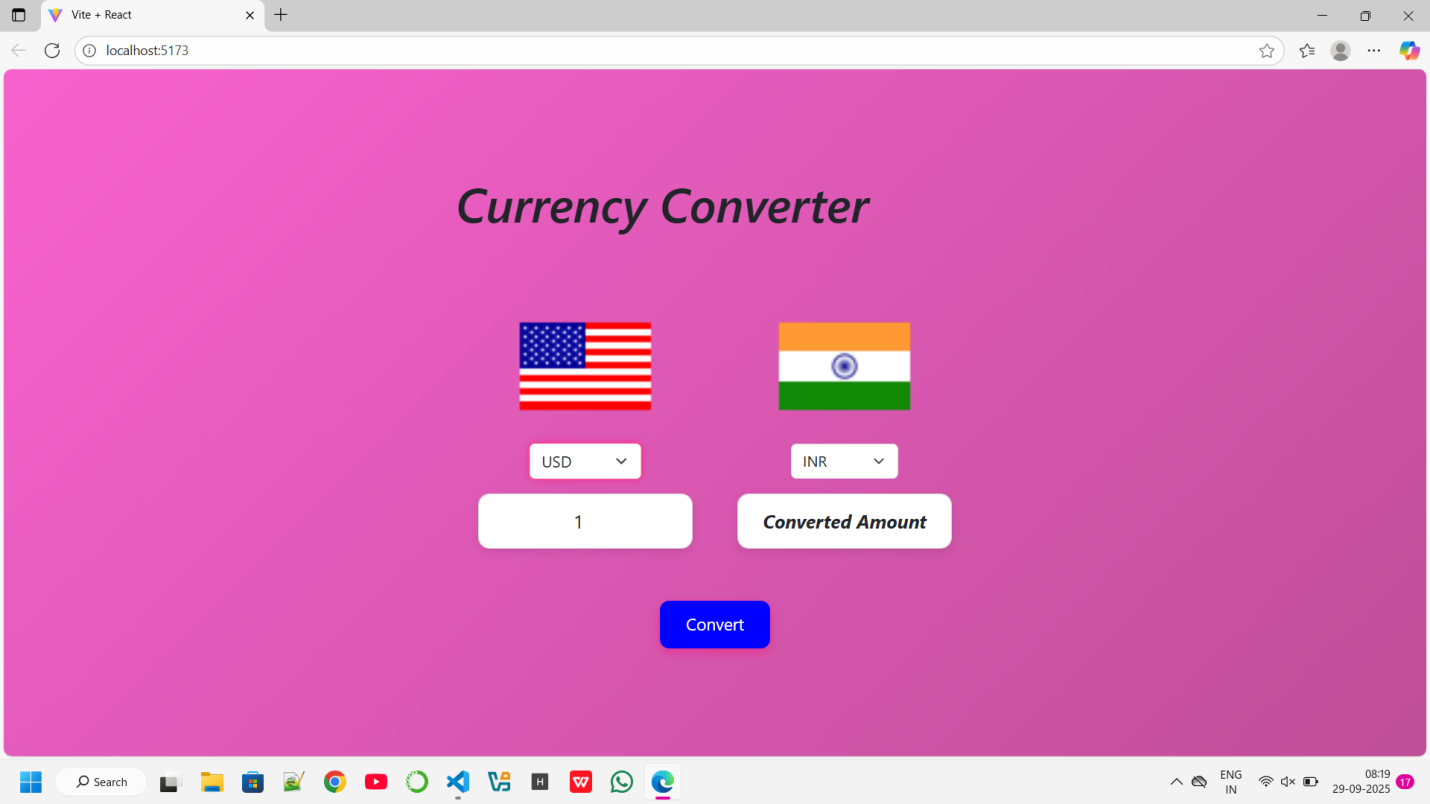 Vite + React
localhost:5173
Currency Converter
USD
INR
1
Converted Amount
Convert
Search
H
W
ENG
IN
08:19
29-09-2025
17